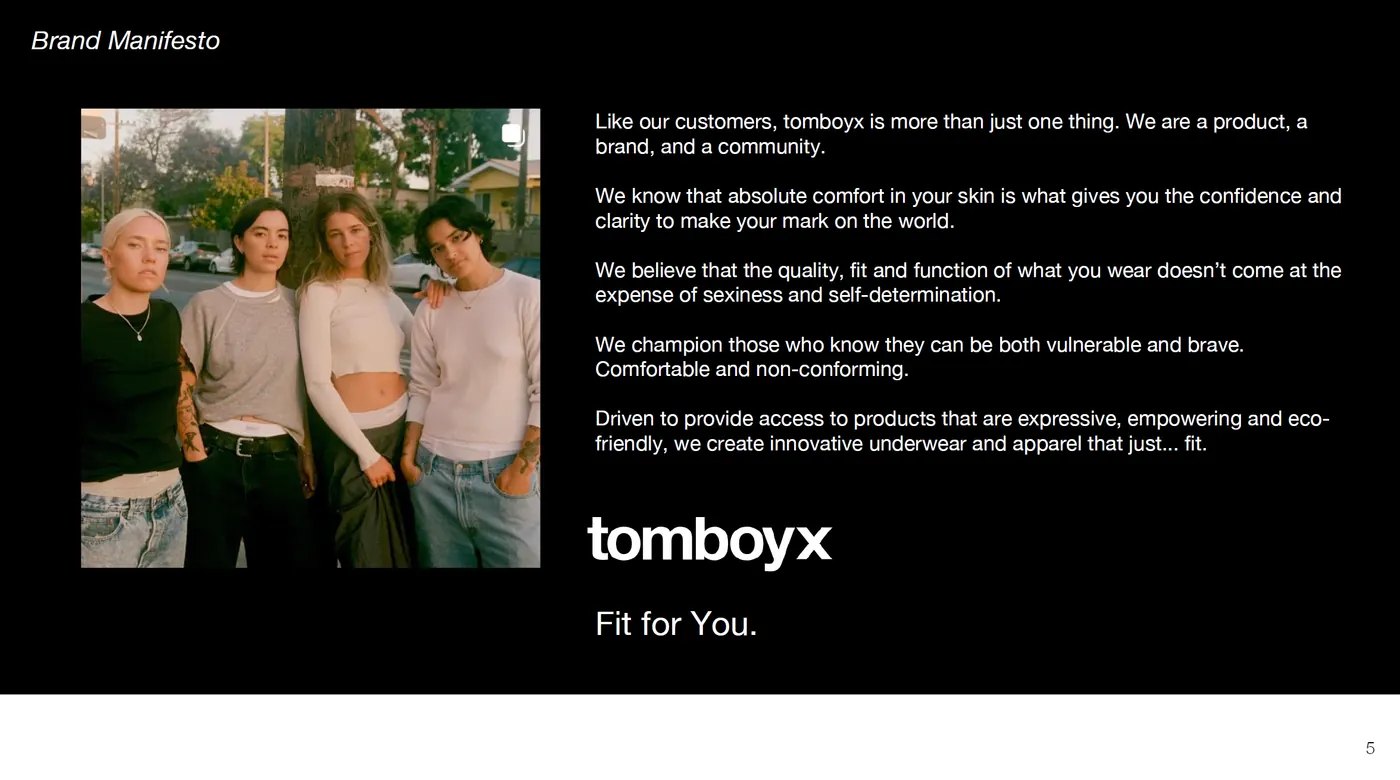 Brand Manifesto
Like our customers, tomboyx is more than just one thing. We are a product, a
brand, and a community.
We know that absolute comfort in your skin is what gives you the confidence and
clarity to make your mark on the world.
We believe that the quality, fit and function of what you wear doesn’t come at the
expense of sexiness and self-determination.
We champion those who know they can be both vulnerable and brave.
Comfortable and non-conforming.
Driven to provide access to products that are expressive, empowering and eco-
friendly, we create innovative underwear and apparel that just... fit.
tomboyx
Fit for You.
5